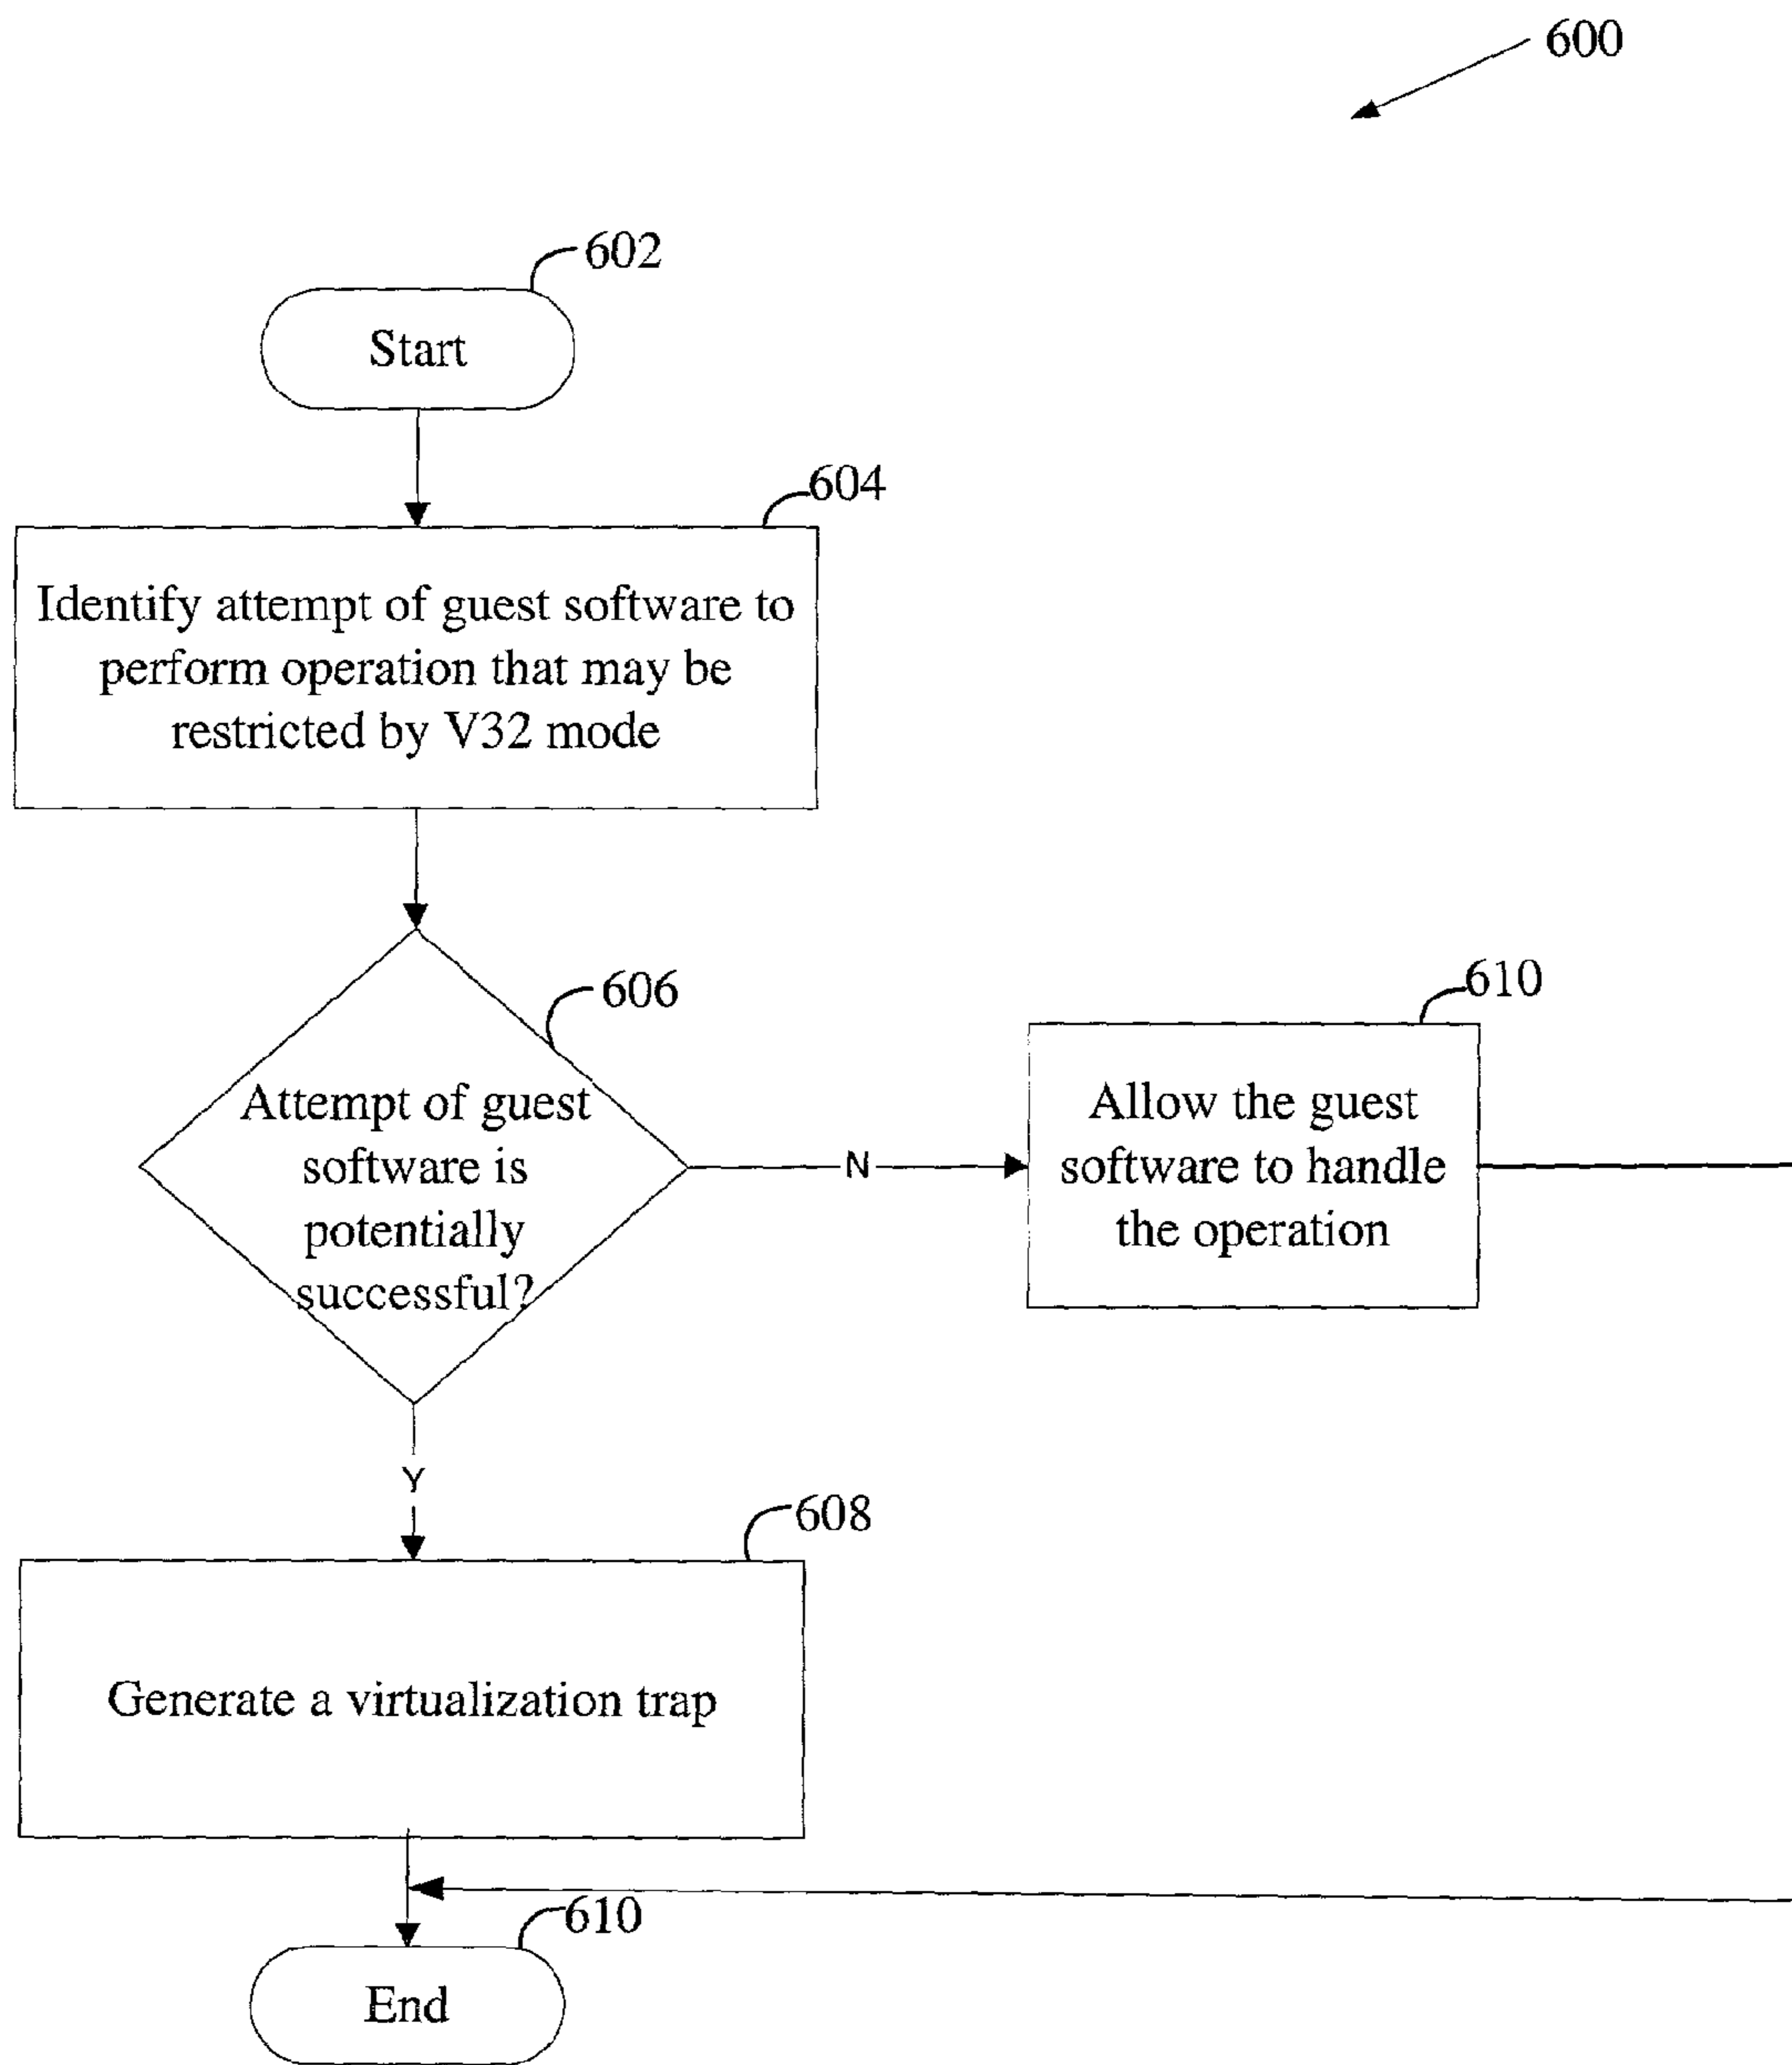 600
602
Start
604
Identify attempt of guest software to
perform operation that may be
restricted by V32 mode
606
Attempt of guest
software is
potentially
successful?
N
610
Allow the guest
software to handle
the operation
Y
608
Generate a virtualization trap
610
End